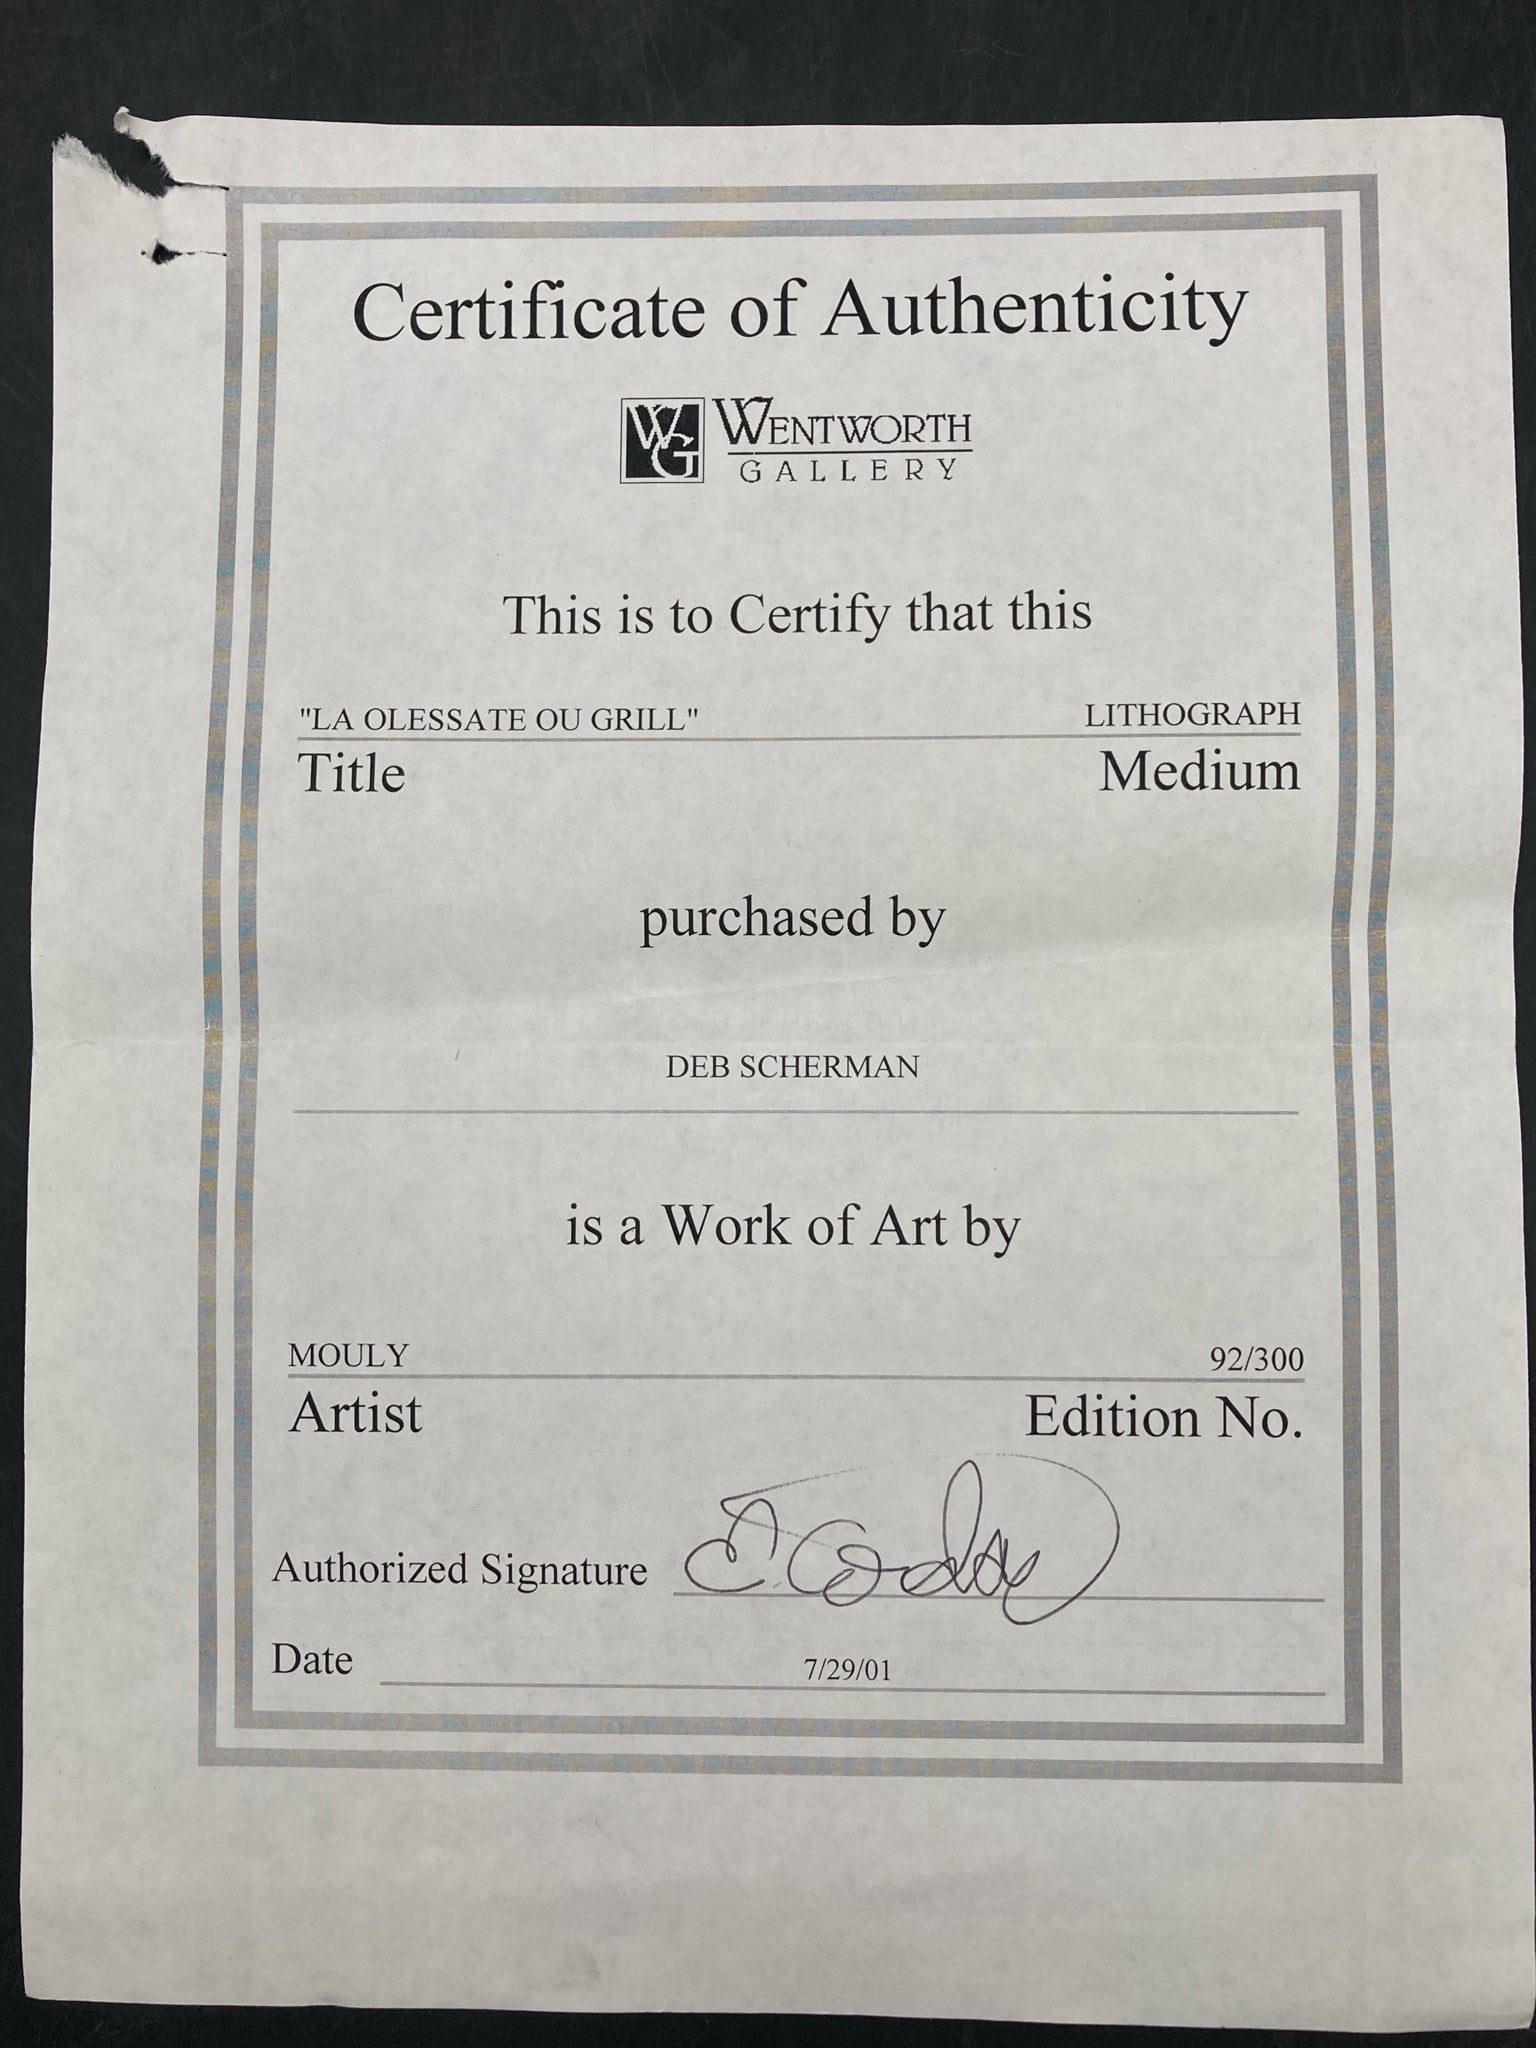 Certificate of Authenticity
WG WENTWORTH
GALLERY
This is to Certify that this
"LA OLESSATE OU GRILL" LITHOGRAPH
Title Medium
purchased by
DEB SCHERMAN
is a Work of Art by
MOULY 92/300
Artist Edition No.
Authorized Signature
Date 7/29/01